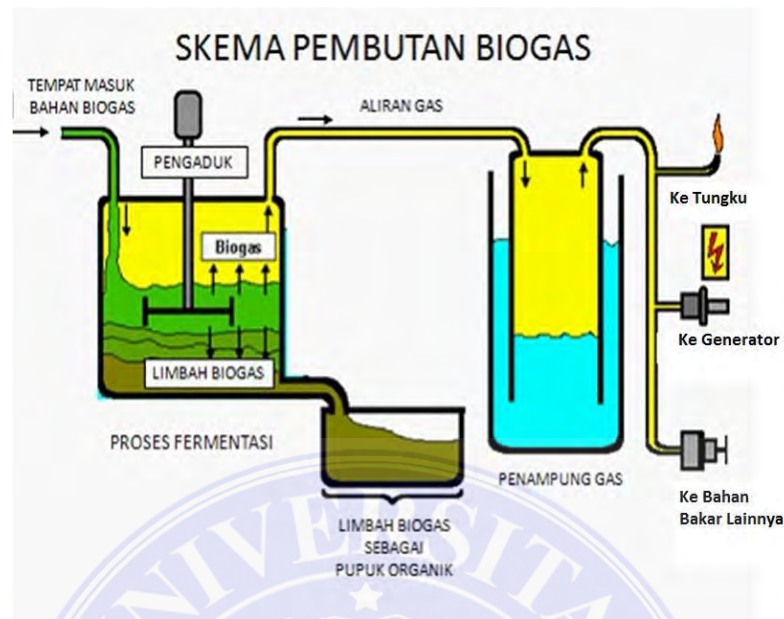 SKEMA PEMBUTAN BIOGAS
TEMPAT MASUK
BAHAN BIOGAS
ALIRAN GAS
PENGADUK
Biogas
LIMBAH BIOGAS
PROSES FERMENTASI
LIMBAH BIOGAS
SEBAGAI
PUPUK ORGANIK
PENAMPUNG GAS
Ke Tungku
Ke Generator
Ke Bahan
Bakar Lainnya
UNIVERSITA